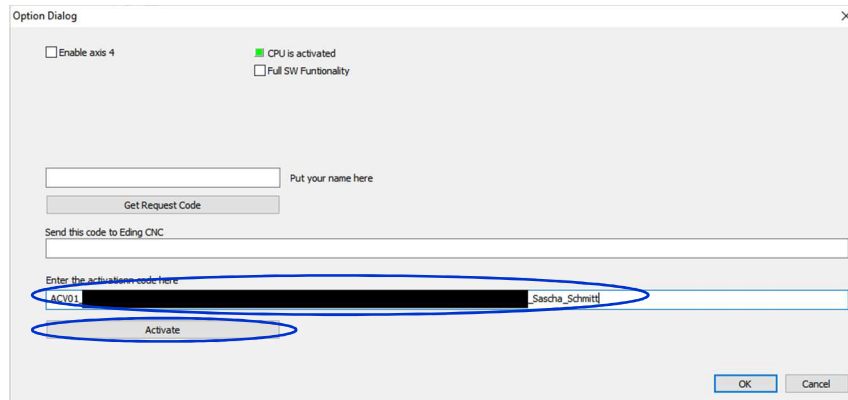 Option Dialog
Enable axis 4
CPU is activated
Full SW Funtionality
Put your name here
Get Request Code
Send this code to Eding CNC
Enter the activationn code here
ACV01_ _Sascha_Schmitt
Activate
OK Cancel